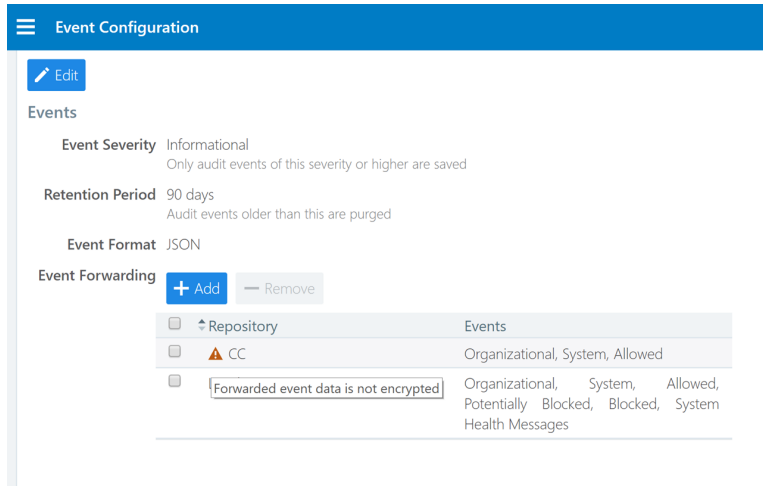 Event Configuration
Edit
Events
Event Severity Informational
Only audit events of this severity or higher are saved
Retention Period 90 days
Audit events older than this are purged
Event Format JSON
Event Forwarding
Add Remove
Repository Events
CC Organizational, System, Allowed
Forwarded event data is not encrypted Organizational, System, Allowed,
Potentially Blocked, Blocked, System
Health Messages